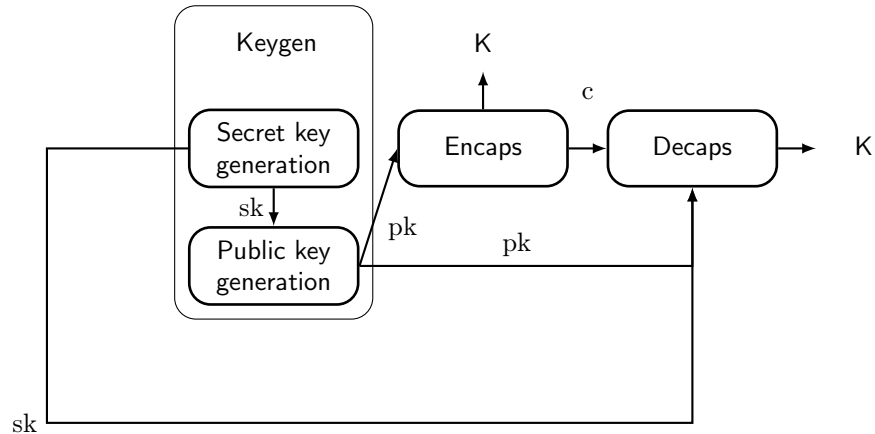 Keygen
K
c
Secret key
generation
Encaps
Decaps
K
sk
pk
Public key
generation
pk
sk